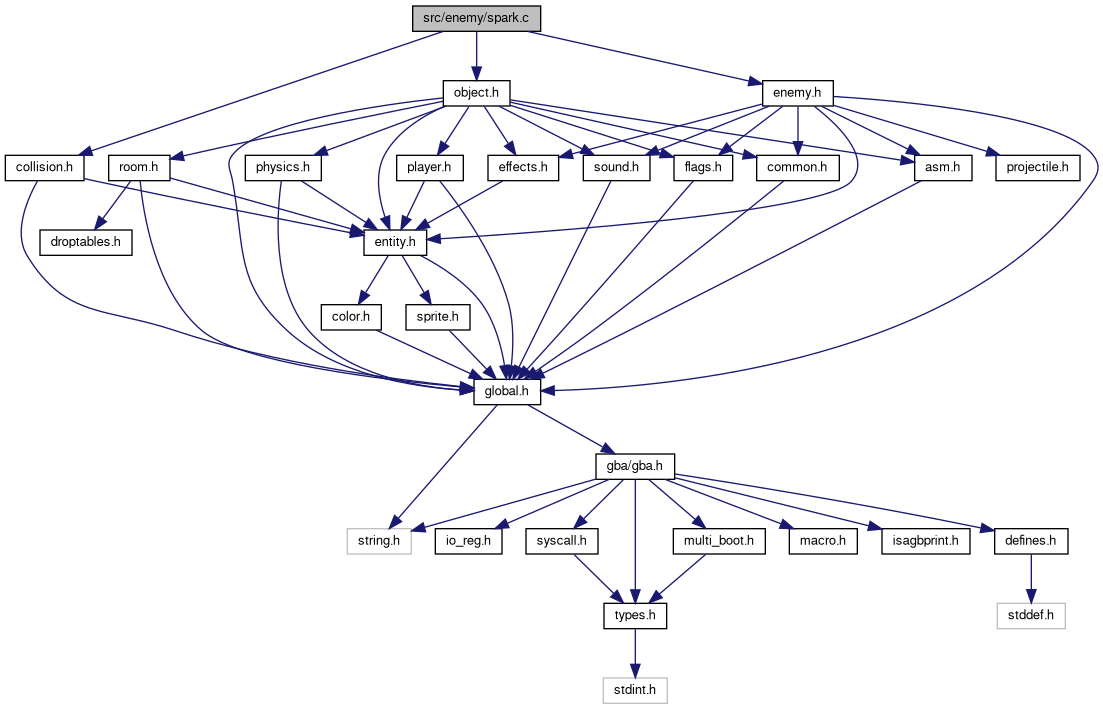 src/enemy/spark.c
object.h
enemy.h
collision.h
room.h
physics.h
player.h
effects.h
sound.h
flags.h
common.h
asm.h
projectile.h
droptables.h
entity.h
color.h
sprite.h
global.h
gba/gba.h
string.h
io_reg.h
syscall.h
multi_boot.h
macro.h
isagbprint.h
defines.h
types.h
stddef.h
stdint.h